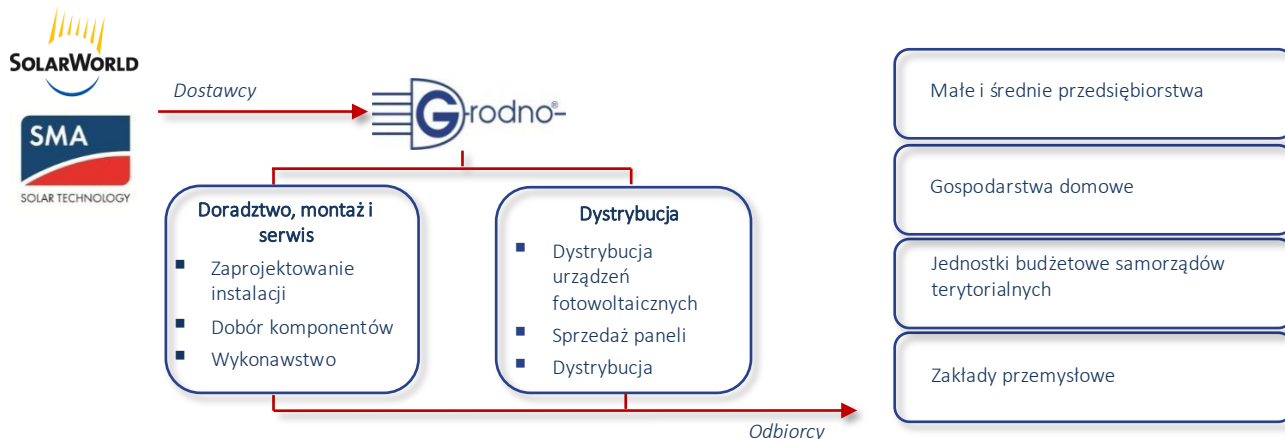 SOLARWORLD
SMA
SOLAR TECHNOLOGY
Dostawcy
Grodno®
Doradztwo, montaż i
serwis
Zaprojektowanie
instalacji
Dobór komponentów
Wykonawstwo
Dystrybucja
Dystrybucja
urządzeń
fotowoltaicznych
Sprzedaż paneli
Dystrybucja
Odbiorcy
Małe i średnie przedsiębiorstwa
Gospodarstwa domowe
Jednostki budżetowe samorządów
terytorialnych
Zakłady przemysłowe